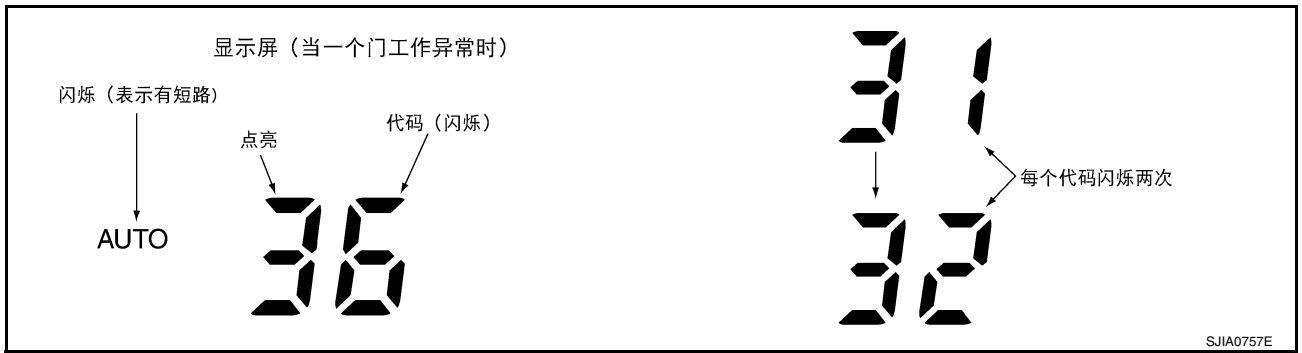 显示屏（当一个门工作异常时）
闪烁（表示有短路)
代码（闪烁）
点亮
AUTO
36
31
每个代码闪烁两次
32
SJIA0757E